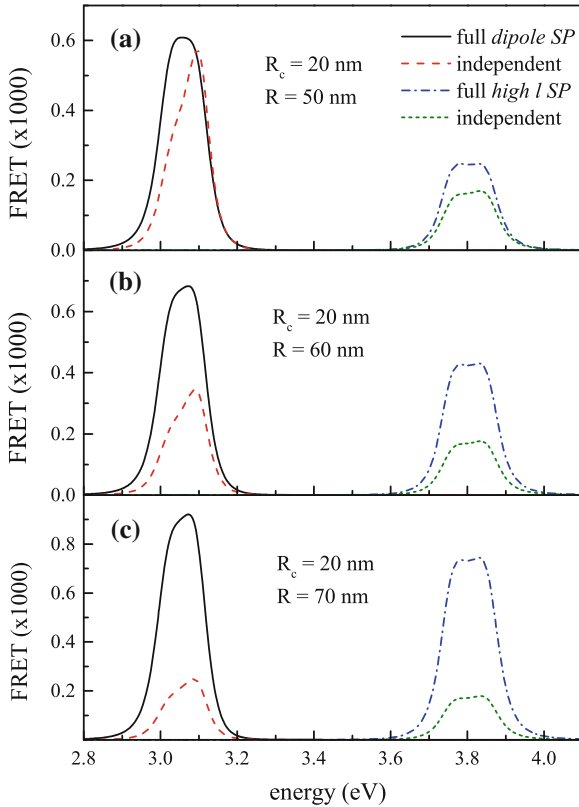 (a)
R_c = 20 nm
R = 50 nm
full dipole SP
independent
full high l SP
independent
FRET (x1000)
0.6
0.4
0.2
0.0
(b)
R_c = 20 nm
R = 60 nm
FRET (x1000)
0.6
0.4
0.2
0.0
(c)
R_c = 20 nm
R = 70 nm
FRET (x1000)
0.8
0.6
0.4
0.2
2.8 3.0 3.2 3.4 3.6 3.8 4.0
energy (eV)